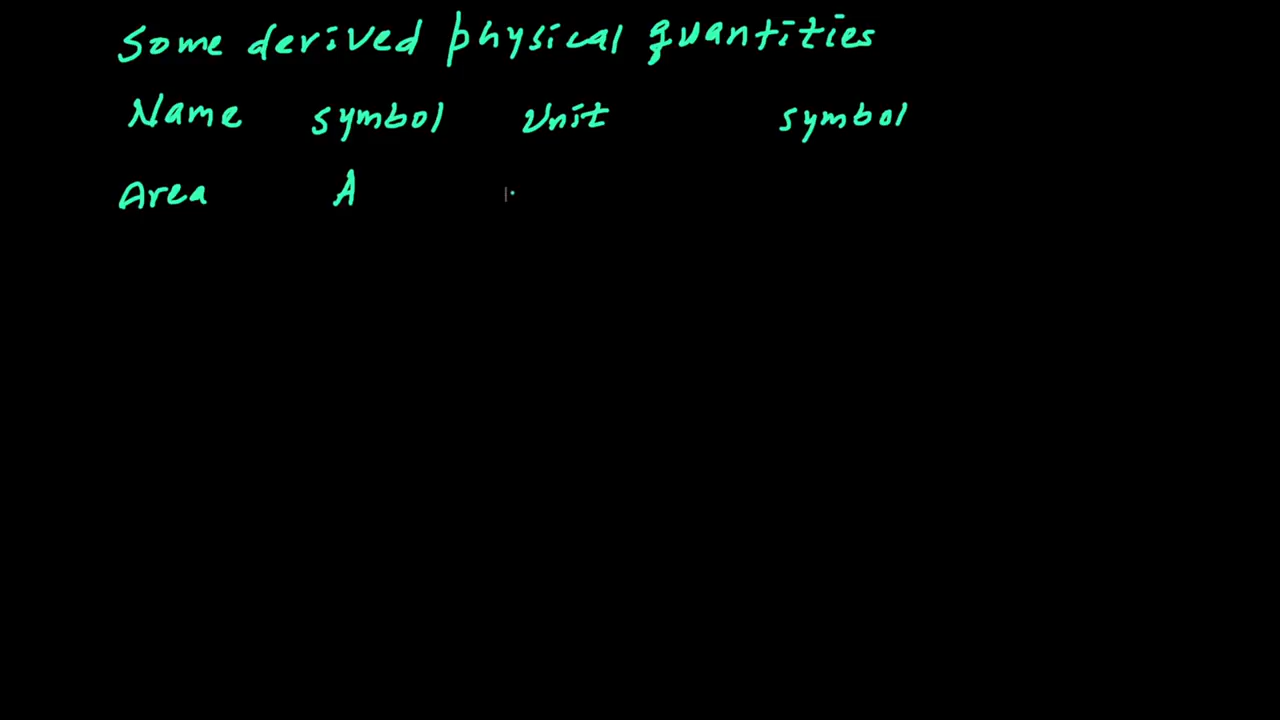 Some derived physical quantities
Name symbol Unit symbol
Area A